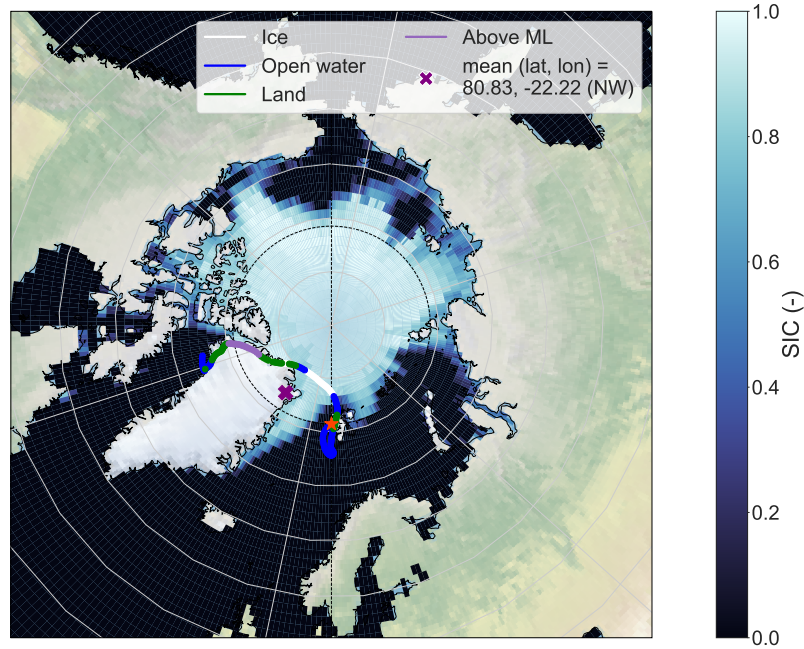 Ice
Open water
Land
Above ML
mean (lat, lon) =
80.83, -22.22 (NW)
1.0
0.8
0.6
0.4
0.2
0.0
SIC (-)